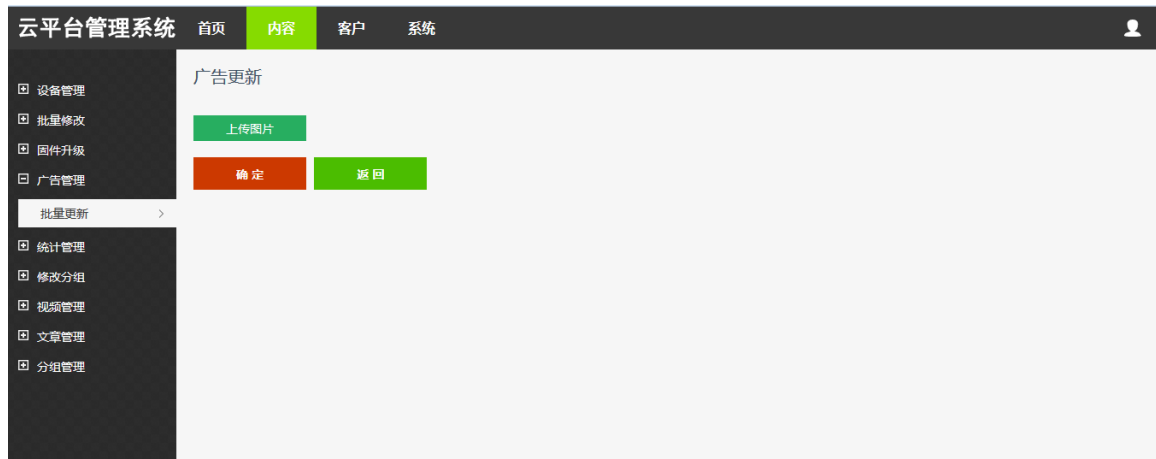 云平台管理系统 首页 内容 客户 系统
设备管理
批量修改
固件升级
广告管理
批量更新
统计管理
修改分组
视频管理
文章管理
分组管理
广告更新
上传图片
确 定 返 回